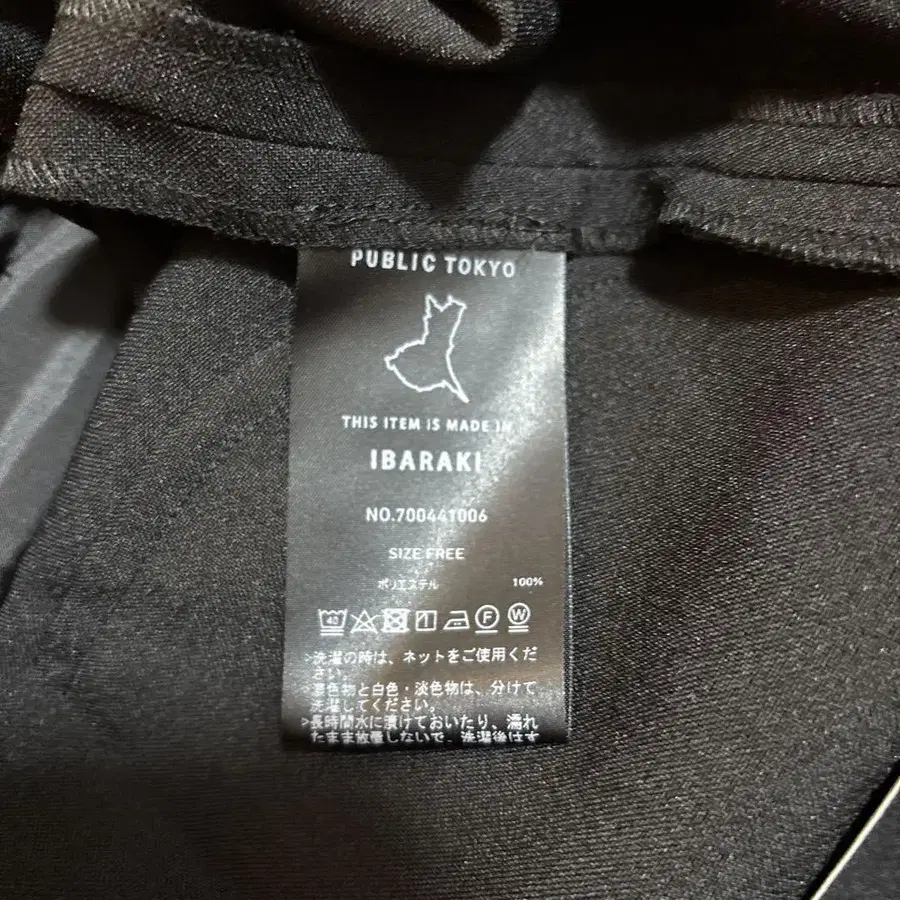 PUBLIC TOKYO
THIS ITEM IS MADE IN
IBARAKI
NO.700441006
SIZE FREE
ポリエステル 100%
40 F W
>洗濯の時は、ネットをご使用くだ
さい。
>濃色物と白色・淡色物は、分けて
洗濯してください。
>長時間水に漬けておいたり、濡れ
たまま放置しないで、洗濯後はす